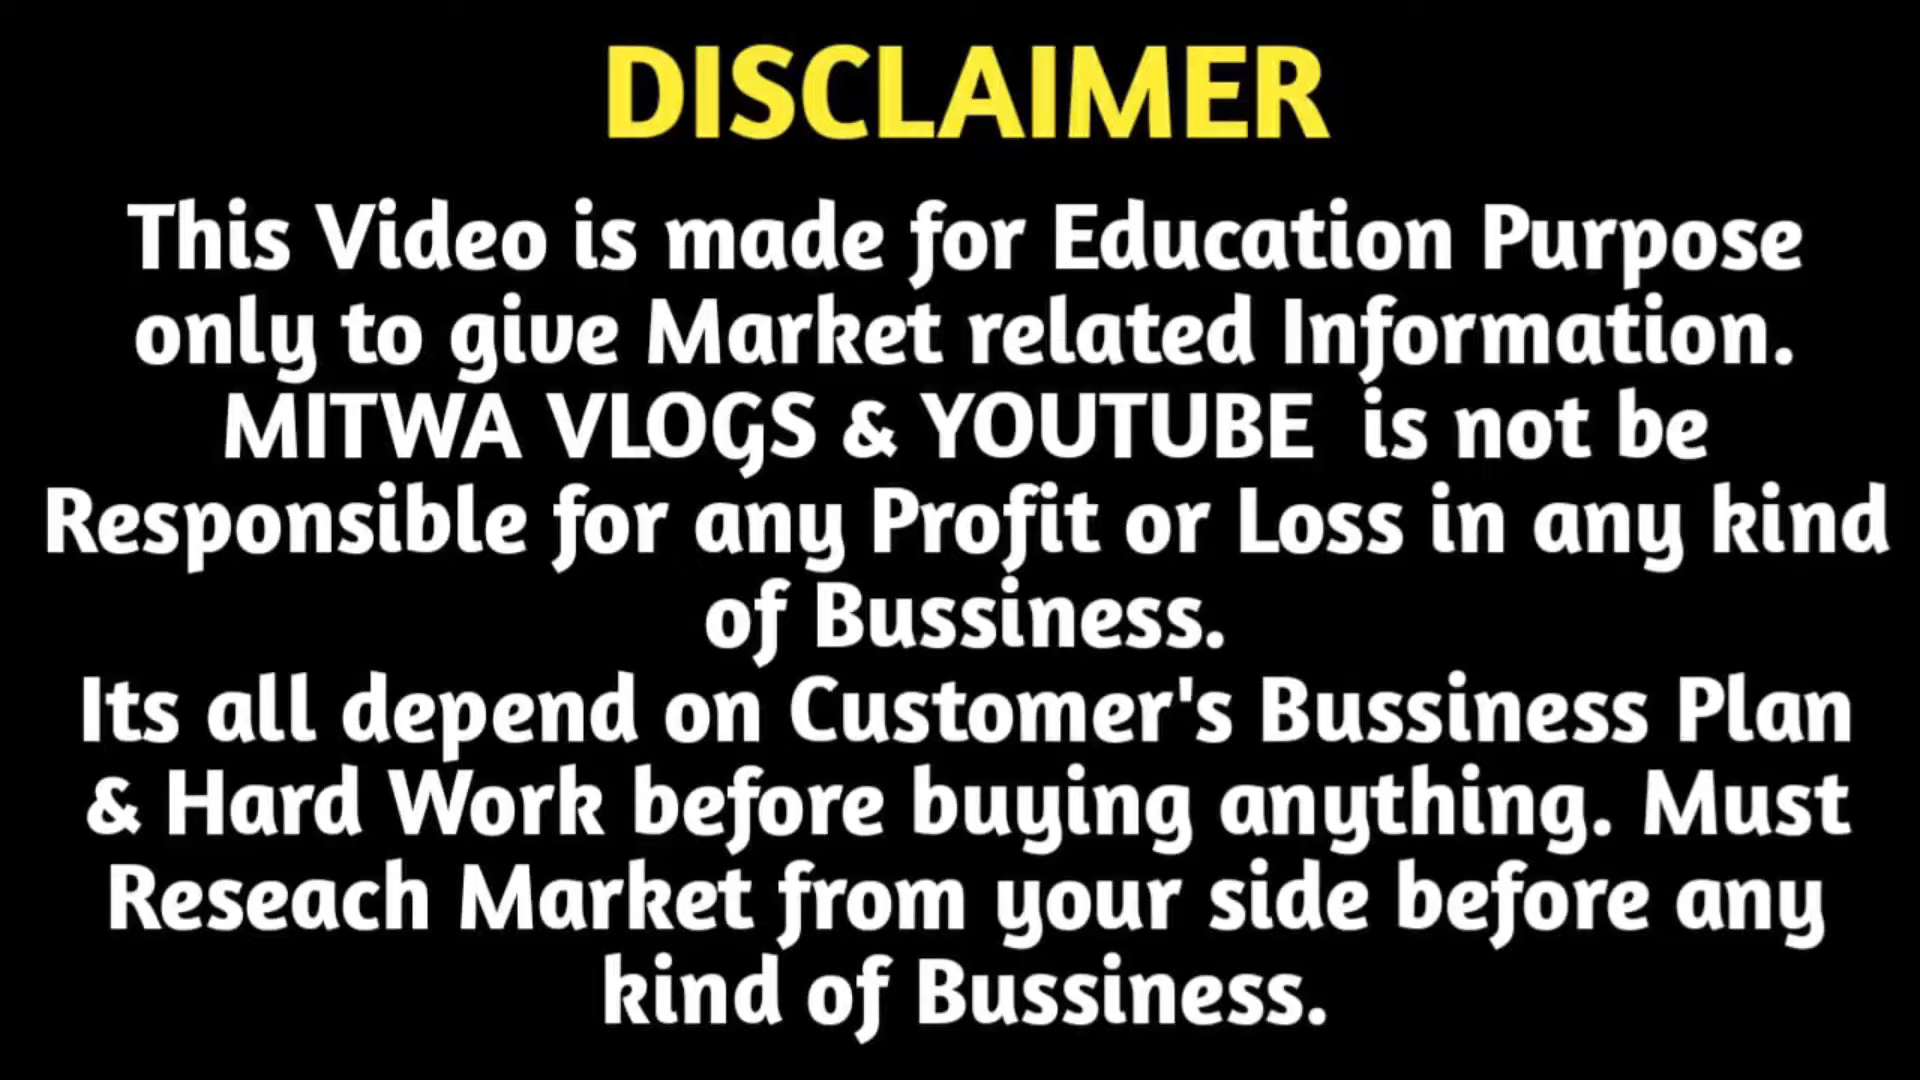 DISCLAIMER
This Video is made for Education Purpose
only to give Market related Information.
MITWA VLOGS & YOUTUBE is not be
Responsible for any Profit or Loss in any kind
of Bussiness.
Its all depend on Customer's Bussiness Plan
& Hard Work before buying anything. Must
Reseach Market from your side before any
kind of Bussiness.